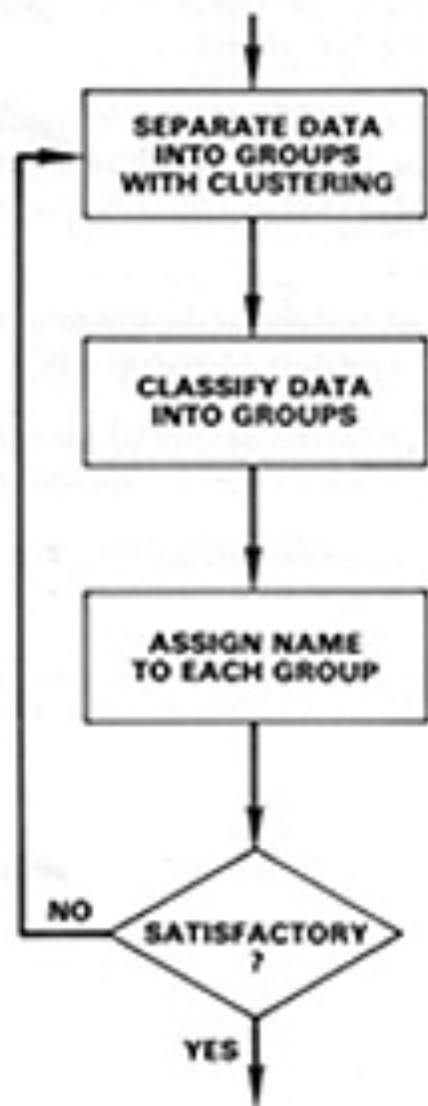 SEPARATE DATA
INTO GROUPS
WITH CLUSTERING
CLASSIFY DATA
INTO GROUPS
ASSIGN NAME
TO EACH GROUP
SATISFACTORY
?
NO
YES